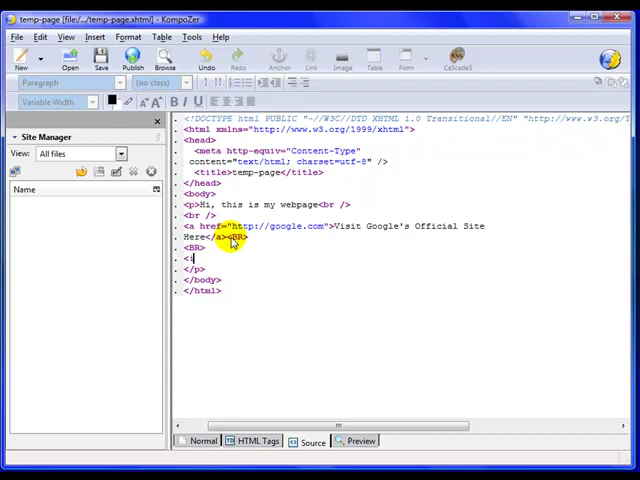 temp-page [file:/.../temp-page.xhtml] - KompoZer
File Edit View Insert Format Table Tools Help
New Open Save Publish Browse Undo Redo Anchor Link Image Table Form CaScadeS
Paragraph (no class)
Variable Width A A B I U
Site Manager
View: All files
Name
<!DOCTYPE html PUBLIC "-//W3C//DTD XHTML 1.0 Transitional//EN" "http://www.w3.org/T
<html xmlns="http://www.w3.org/1999/xhtml">
<head>
<meta http-equiv="Content-Type"
content="text/html; charset=utf-8" />
<title>temp-page</title>
</head>
<body>
<p>Hi, this is my webpage<br />
<br />
<a href="http://google.com">Visit Google's Official Site
Here</a><BR>
<BR>
<i
</p>
</body>
</html>
Normal HTML Tags Source Preview